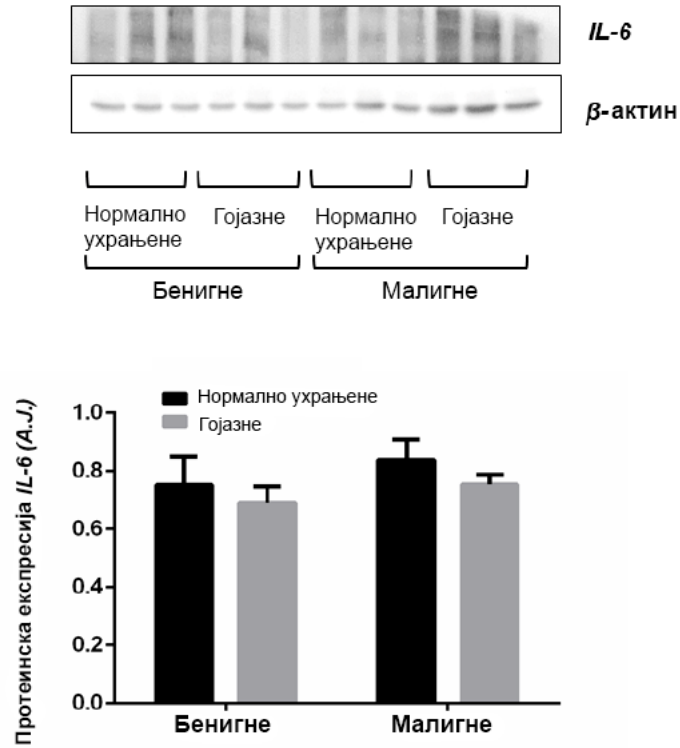 IL-6
β-актин
Нормално
ухрањене
Гојазне
Нормално
ухрањене
Гојазне
Бенигне
Малигне
Протеинска експресија IL-6 (A.J.)
Нормално ухрањене
Гојазне
1.0
0.8
0.6
0.4
0.2
0.0
Бенигне
Малигне